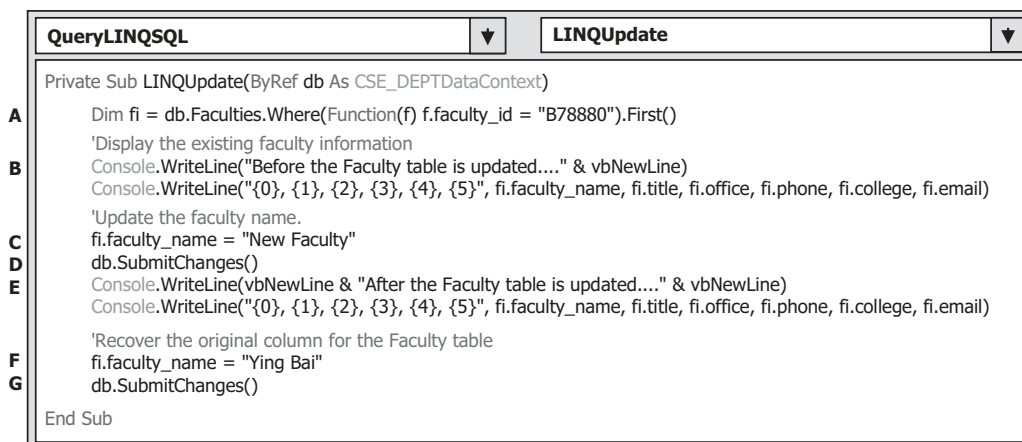 QueryLINQSQL LINQUpdate
Private Sub LINQUpdate(ByRef db As CSE_DEPTDataContext)
A Dim fi = db.Faculties.Where(Function(f) f.faculty_id = "B78880").First()
'Display the existing faculty information
B Console.WriteLine("Before the Faculty table is updated...." & vbNewLine)
Console.WriteLine("{0}, {1}, {2}, {3}, {4}, {5}", fi.faculty_name, fi.title, fi.office, fi.phone, fi.college, fi.email)
'Update the faculty name.
C fi.faculty_name = "New Faculty"
D db.SubmitChanges()
E Console.WriteLine(vbNewLine & "After the Faculty table is updated...." & vbNewLine)
Console.WriteLine("{0}, {1}, {2}, {3}, {4}, {5}", fi.faculty_name, fi.title, fi.office, fi.phone, fi.college, fi.email)
'Recover the original column for the Faculty table
F fi.faculty_name = "Ying Bai"
G db.SubmitChanges()
End Sub